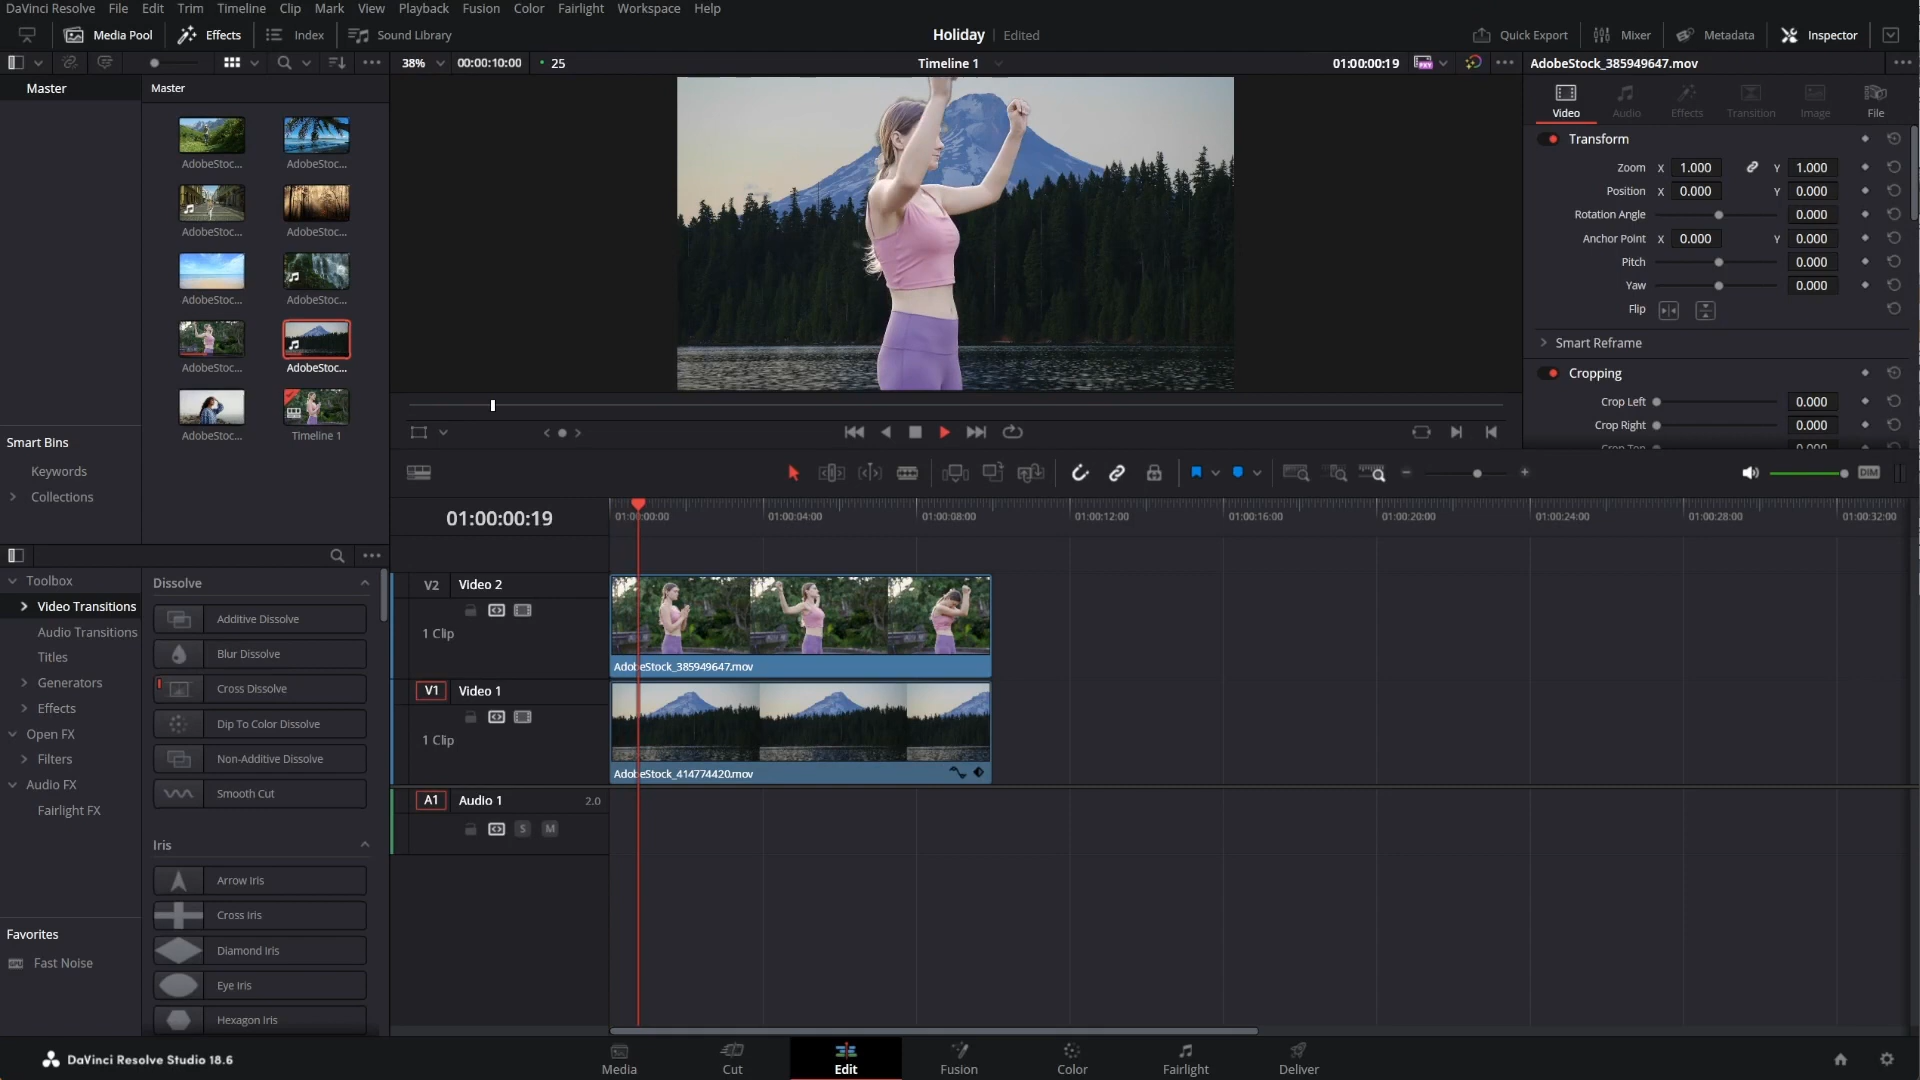 DaVinci Resolve File Edit Trim Timeline Clip Mark View Playback Fusion Color Fairlight Workspace Help
Media Pool Effects Index Sound Library Holiday Edited Quick Export Mixer Metadata Inspector
38% 00:00:10:00 25 Timeline 1 01:00:00:19 AdobeStock_385949647.mov
Master
Master
AdobeStoc... AdobeStoc...
AdobeStoc... AdobeStoc...
AdobeStoc... AdobeStoc...
AdobeStoc... AdobeStoc...
AdobeStoc... Timeline 1
Smart Bins
Keywords
Collections
Video Audio Effects Transition Image File
Transform
Zoom X 1.000 Y 1.000
Position X 0.000 Y 0.000
Rotation Angle 0.000
Anchor Point X 0.000 Y 0.000
Pitch 0.000
Yaw 0.000
Flip
Smart Reframe
Cropping
Crop Left 0.000
Crop Right 0.000
DIM
Toolbox
Video Transitions
Audio Transitions
Titles
Generators
Effects
Open FX
Filters
Audio FX
Fairlight FX
Favorites
Fast Noise
Dissolve
Additive Dissolve
Blur Dissolve
Cross Dissolve
Dip To Color Dissolve
Non-Additive Dissolve
Smooth Cut
Iris
Arrow Iris
Cross Iris
Diamond Iris
Eye Iris
Hexagon Iris
01:00:00:19
01:00:00:00 01:00:04:00 01:00:08:00 01:00:12:00 01:00:16:00 01:00:20:00 01:00:24:00 01:00:28:00 01:00:32:00
V2 Video 2
1 Clip
AdobeStock_385949647.mov
V1 Video 1
1 Clip
AdobeStock_414774420.mov
A1 Audio 1 2.0
S M
DaVinci Resolve Studio 18.6
Media Cut Edit Fusion Color Fairlight Deliver